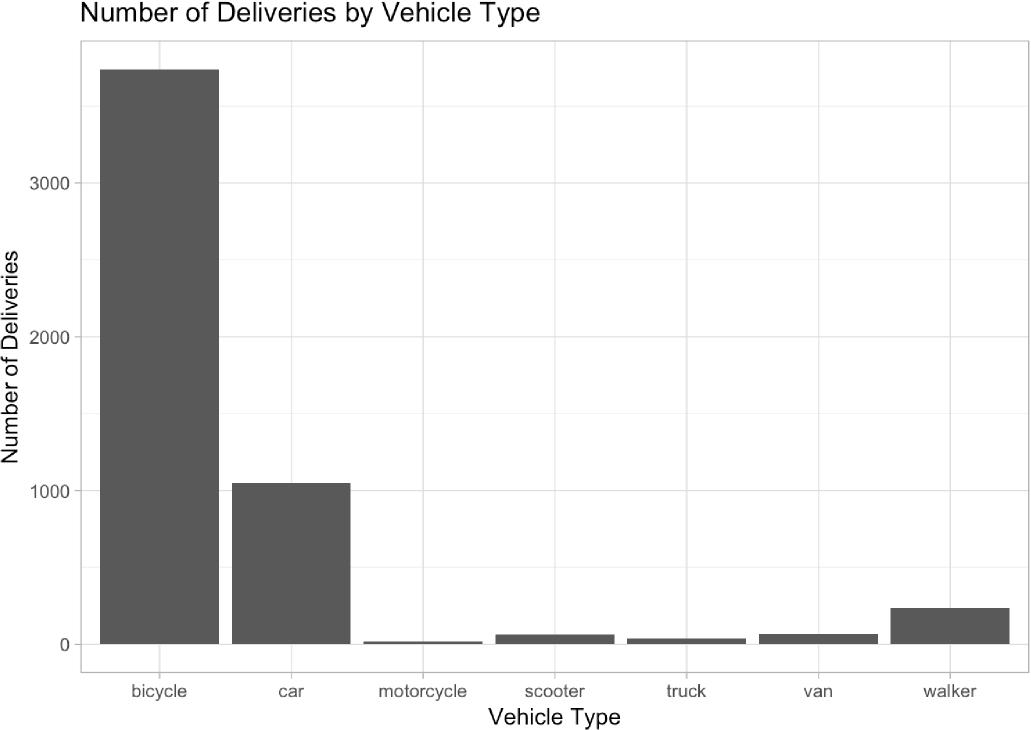 Number of Deliveries by Vehicle Type
Number of Deliveries
3000
2000
1000
0
bicycle car motorcycle scooter truck van walker
Vehicle Type